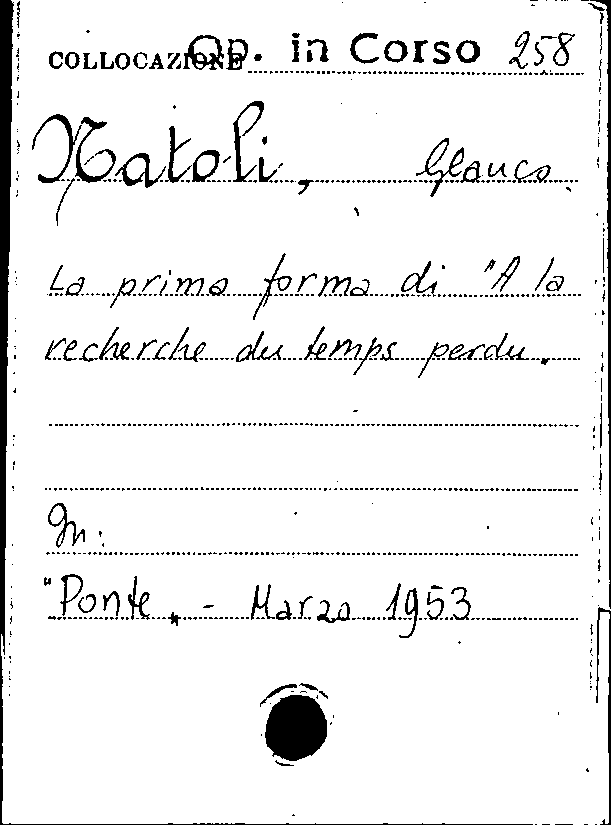 COLLOCAZIONE Op. in Corso 258
Natoli, Glauco.
La prima forma di "A la
recherche du temps perdu.
In:
"Ponte„ - Marzo 1953